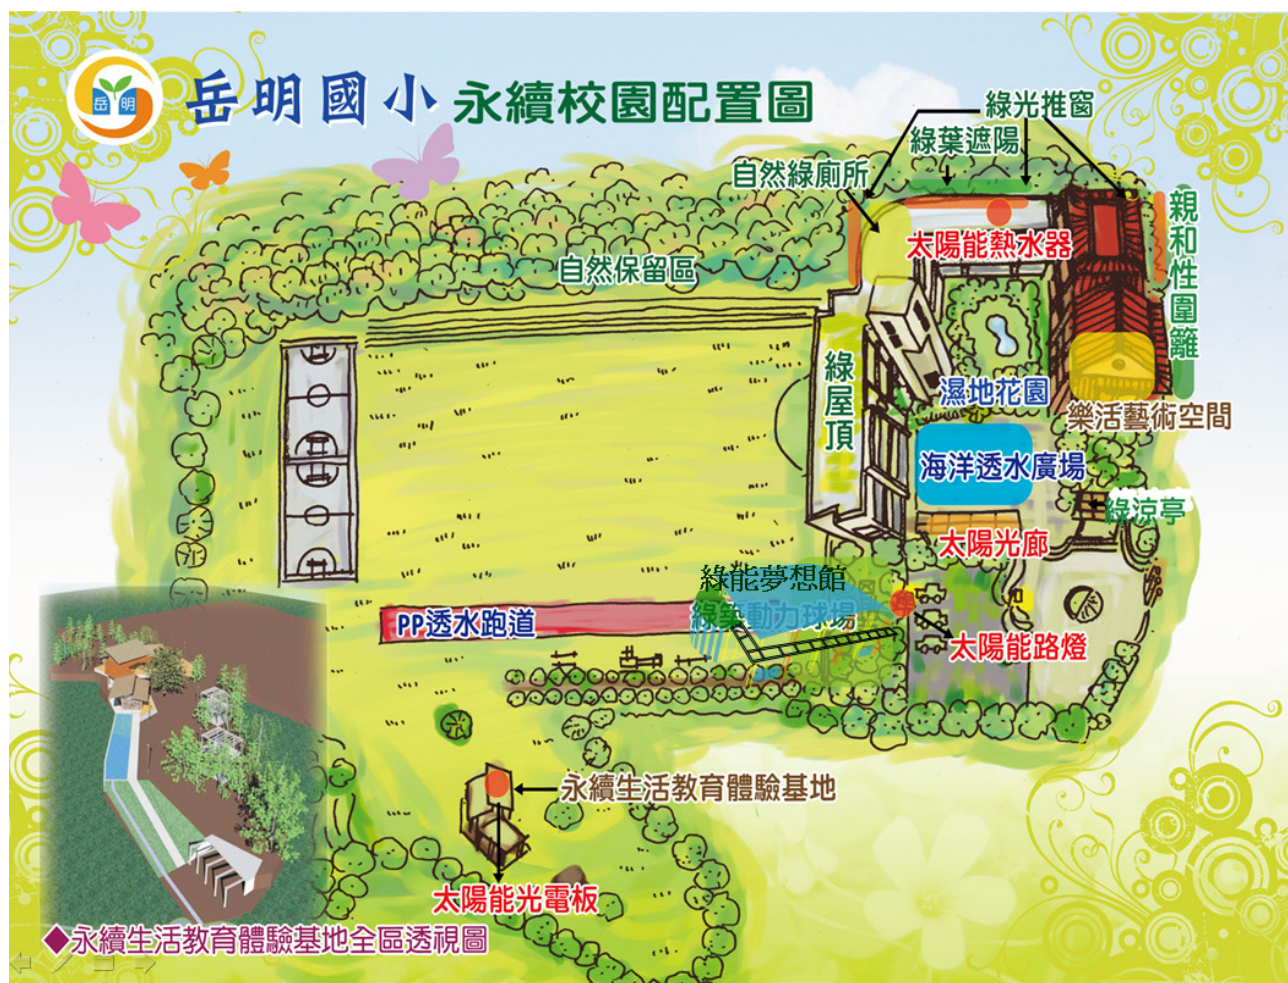 岳明
岳明國小 永續校園配置圖
綠光推窗
綠葉遮陽
自然綠廁所
親和性圍籬
太陽能熱水器
自然保留區
綠屋頂
濕地花園
樂活藝術空間
海洋透水廣場
綠涼亭
太陽光廊
綠能夢想館
綠築動力球場
PP透水跑道
太陽能路燈
永續生活教育體驗基地
太陽能光電板
◆永續生活教育體驗基地全區透視圖